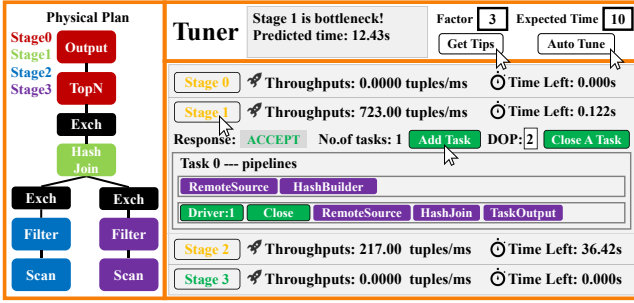 Physical Plan
Stage0
Stage1
Stage2
Stage3
Output
TopN
Exch
Hash
Join
Exch
Exch
Filter
Filter
Scan
Scan
Tuner
Stage 1 is bottleneck!
Predicted time: 12.43s
Factor 3 Expected Time 10
Get Tips Auto Tune
Stage 0 Throughputs: 0.0000 tuples/ms Time Left: 0.000s
Stage 1 Throughputs: 723.00 tuples/ms Time Left: 0.122s
Response: ACCEPT No.of tasks: 1 Add Task DOP: 2 Close A Task
Task 0 --- pipelines
RemoteSource HashBuilder
Driver:1 Close RemoteSource HashJoin TaskOutput
Stage 2 Throughputs: 217.00 tuples/ms Time Left: 36.42s
Stage 3 Throughputs: 0.0000 tuples/ms Time Left: 0.000s